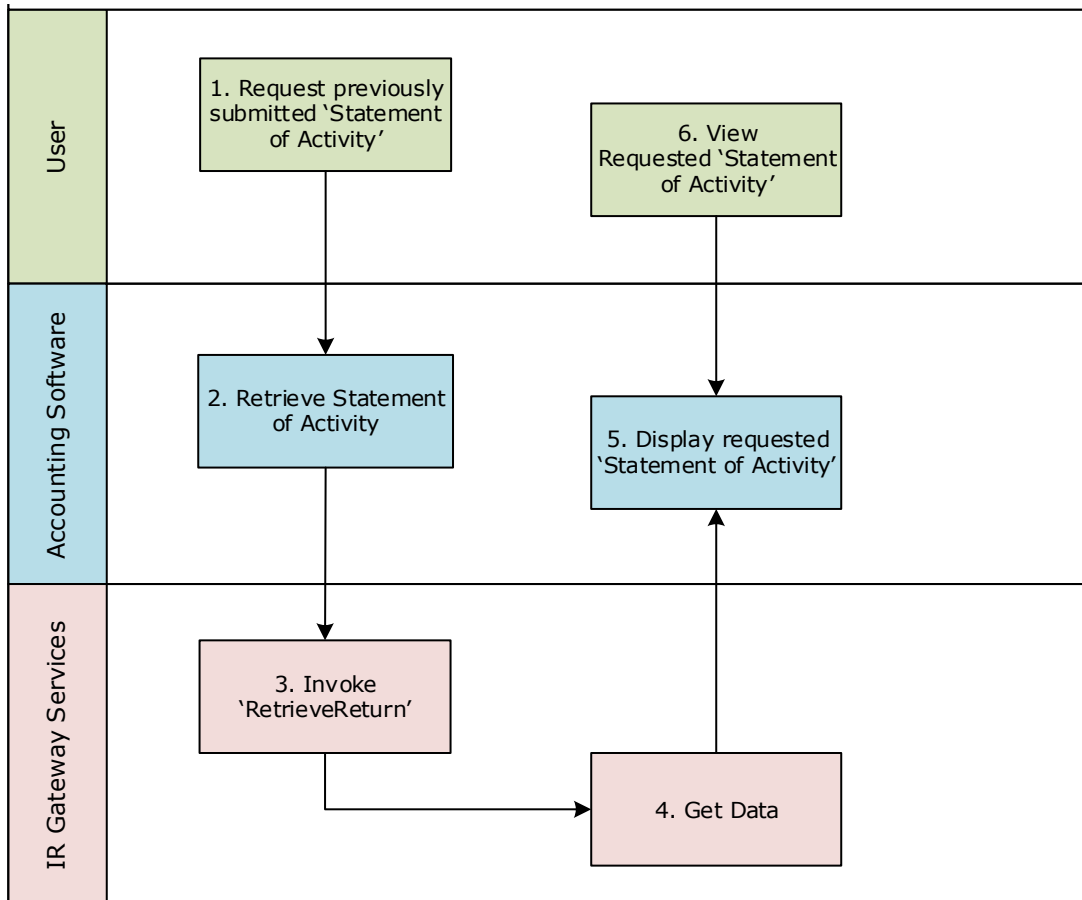 User
1. Request previously
submitted ‘Statement
of Activity’
6. View
Requested ‘Statement
of Activity’
Accounting Software
2. Retrieve Statement
of Activity
5. Display requested
‘Statement of Activity’
IR Gateway Services
3. Invoke
‘RetrieveReturn’
4. Get Data